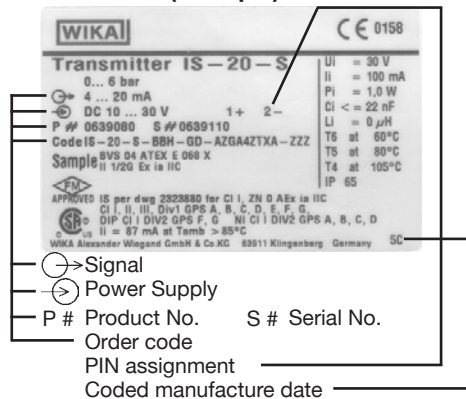 WIKA CE 0158
Transmitter IS-20-S
0... 6 bar
4 ... 20 mA
DC 10 ... 30 V 1+ 2-
P # 0639080 S # 0639110
Code IS-20-S-BBH-GD-AZGA4ZTXA-ZZZ
Sample BVS 04 ATEX E 068 X
II 1/2G Ex ia IIC
Ui = 30 V
Ii = 100 mA
Pi = 1,0 W
Ci < = 22 nF
Li = 0 µH
T6 at 60°C
T5 at 80°C
T4 at 105°C
IP 65
FM
APPROVED IS per dwg 2323880 for CI I, ZN 0 AEx ia IIC
CI I, II, III, Div1 GPS A, B, C, D, E, F, G,
DIP CI I DIV2 GPS F, G NI CI I DIV2 GPS A, B, C, D
Ii = 87 mA at Tamb > 85°C
C US
WIKA Alexander Wiegand GmbH & Co.KG 63911 Klingenberg Germany SC
Signal
Power Supply
P # Product No. S # Serial No.
Order code
PIN assignment
Coded manufacture date